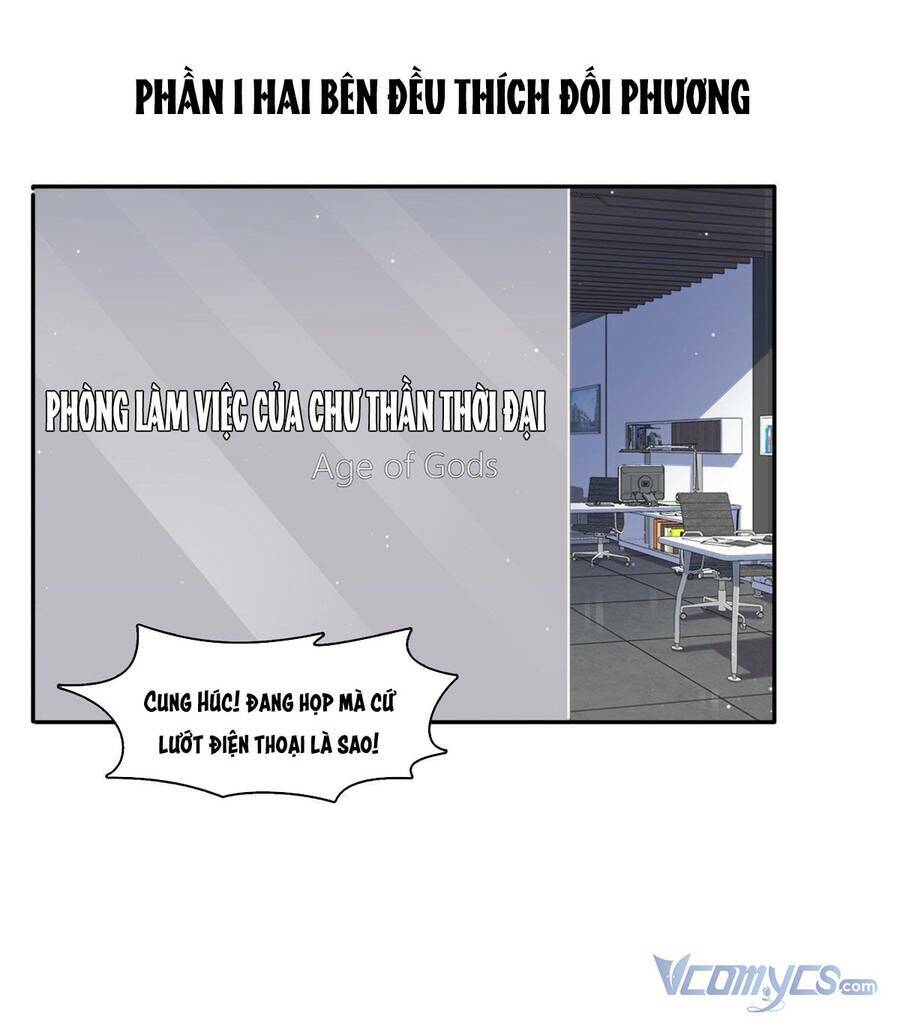 PHẦN 1 HAI BÊN ĐỀU THÍCH ĐỐI PHƯƠNG
PHÒNG LÀM VIỆC CỦA CHƯ THẦN THỜI ĐẠI
Age of Gods
CUNG HÚC! ĐANG HỌP MÀ CỨ
LƯỚT ĐIỆN THOẠI LÀ SAO!
VCOMYCS.com